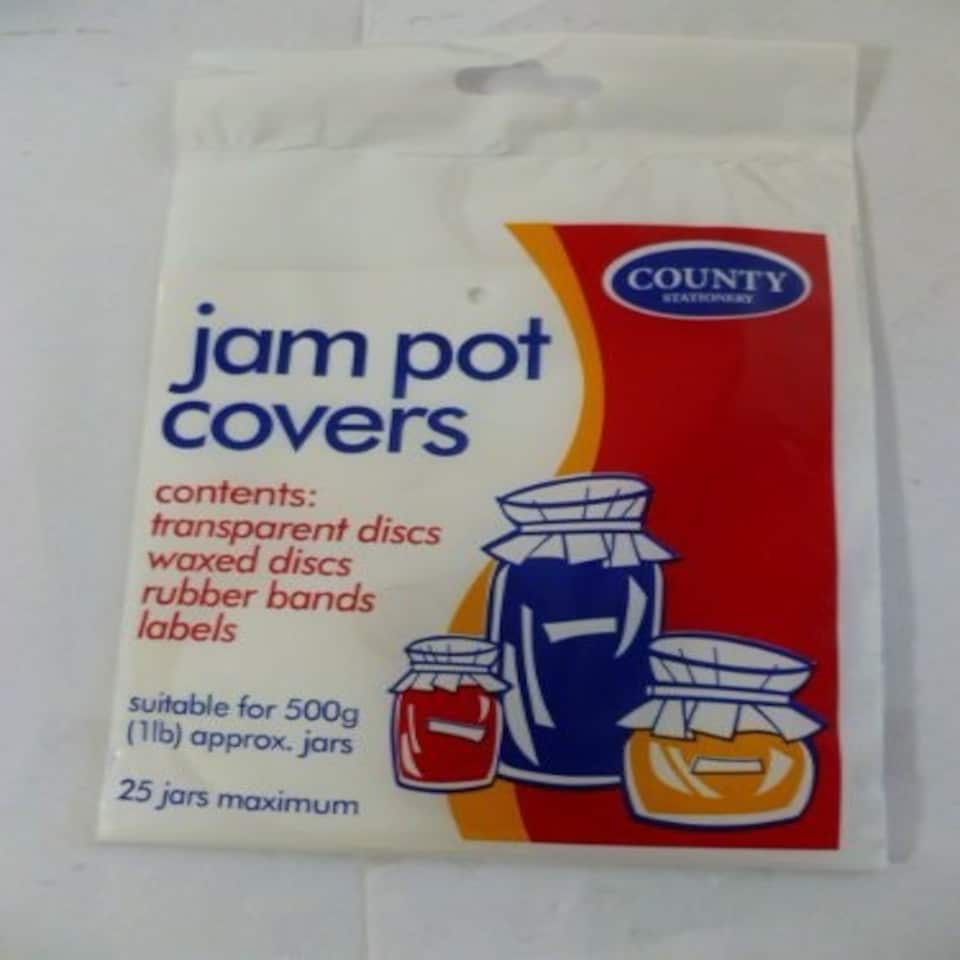 COUNTY
STATIONERY
jam pot
covers
contents:
transparent discs
waxed discs
rubber bands
labels
suitable for 500g
(1lb) approx. jars
25 jars maximum